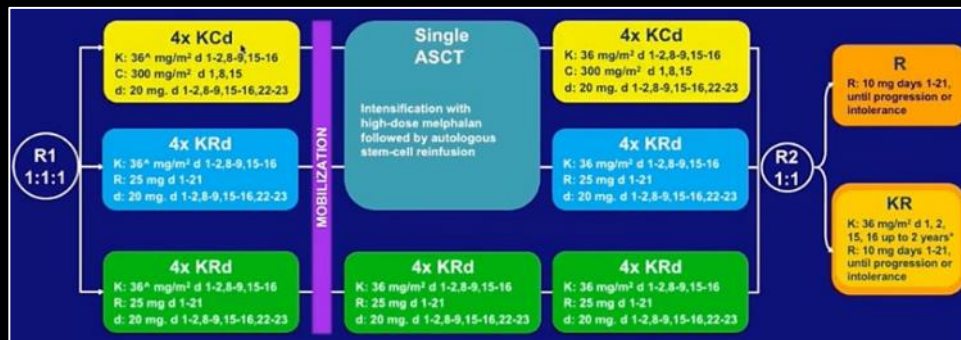 R1
1:1:1
4x KCd
K: 36^ mg/m² d 1-2,8-9,15-16
C: 300 mg/m² d 1,8,15
d: 20 mg. d 1-2,8-9,15-16,22-23
4x KRd
K: 36^ mg/m² d 1-2,8-9,15-16
R: 25 mg d 1-21
d: 20 mg. d 1-2,8-9,15-16,22-23
4x KRd
K: 36^ mg/m² d 1-2,8-9,15-16
R: 25 mg d 1-21
d: 20 mg. d 1-2,8-9,15-16,22-23
MOBILIZATION
Single
ASCT
Intensification with
high-dose melphalan
followed by autologous
stem-cell reinfusion
4x KRd
K: 36 mg/m² d 1-2,8-9,15-16
R: 25 mg d 1-21
d: 20 mg. d 1-2,8-9,15-16,22-23
4x KCd
K: 36 mg/m² d 1-2,8-9,15-16
C: 300 mg/m² d 1,8,15
d: 20 mg. d 1-2,8-9,15-16,22-23
4x KRd
K: 36 mg/m² d 1-2,8-9,15-16
R: 25 mg d 1-21
d: 20 mg. d 1-2,8-9,15-16,22-23
4x KRd
K: 36 mg/m² d 1-2,8-9,15-16
R: 25 mg d 1-21
d: 20 mg. d 1-2,8-9,15-16,22-23
R2
1:1
R
R: 10 mg days 1-21,
until progression or
intolerance
KR
K: 36 mg/m² d 1, 2,
15, 16 up to 2 years*
R: 10 mg days 1-21,
until progression or
intolerance